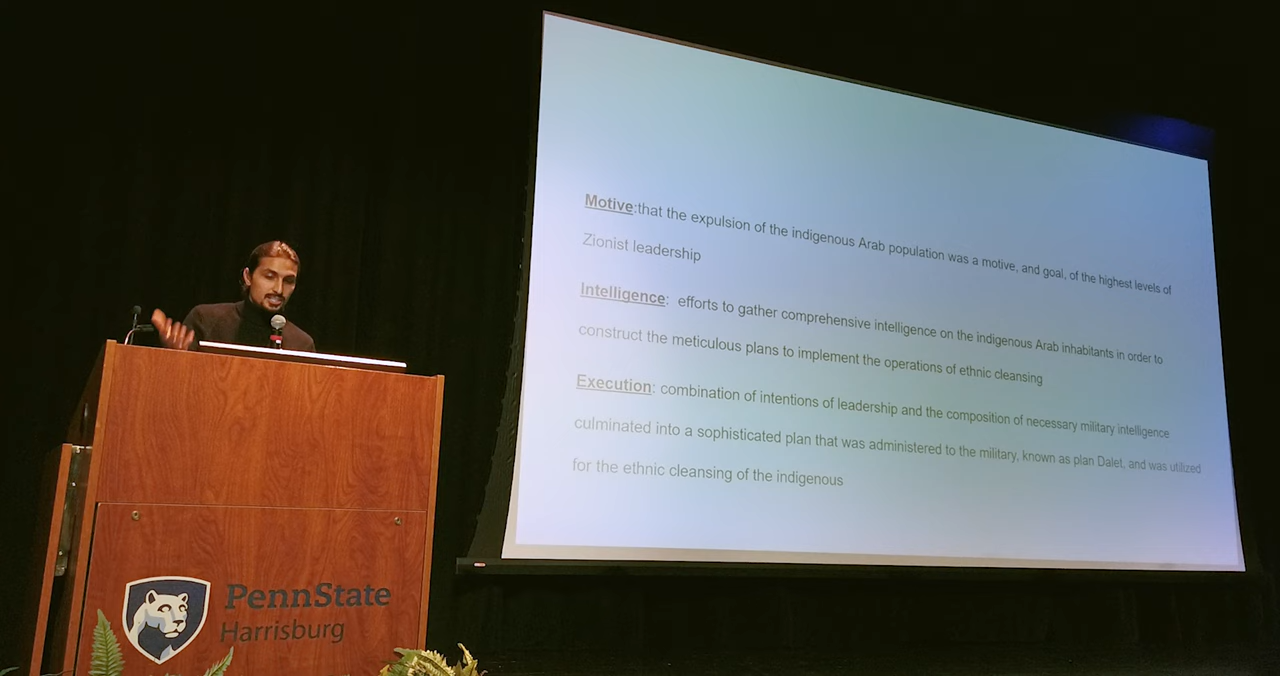 Motive:that the expulsion of the indigenous Arab population was a motive, and goal, of the highest levels of
Zionist leadership
Intelligence: efforts to gather comprehensive intelligence on the indigenous Arab inhabitants in order to
construct the meticulous plans to implement the operations of ethnic cleansing
Execution: combination of intentions of leadership and the composition of necessary military intelligence
culminated into a sophisticated plan that was administered to the military, known as plan Dalet, and was utilized
for the ethnic cleansing of the indigenous
PennState
Harrisburg